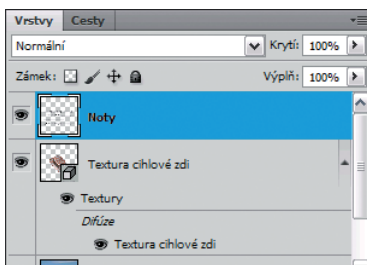 Vrstvy Cesty
Normální Krytí: 100%
Zámek: Výplň: 100%
Noty
Textura cihlové zdi
Textury
Difúze
Textura cihlové zdi